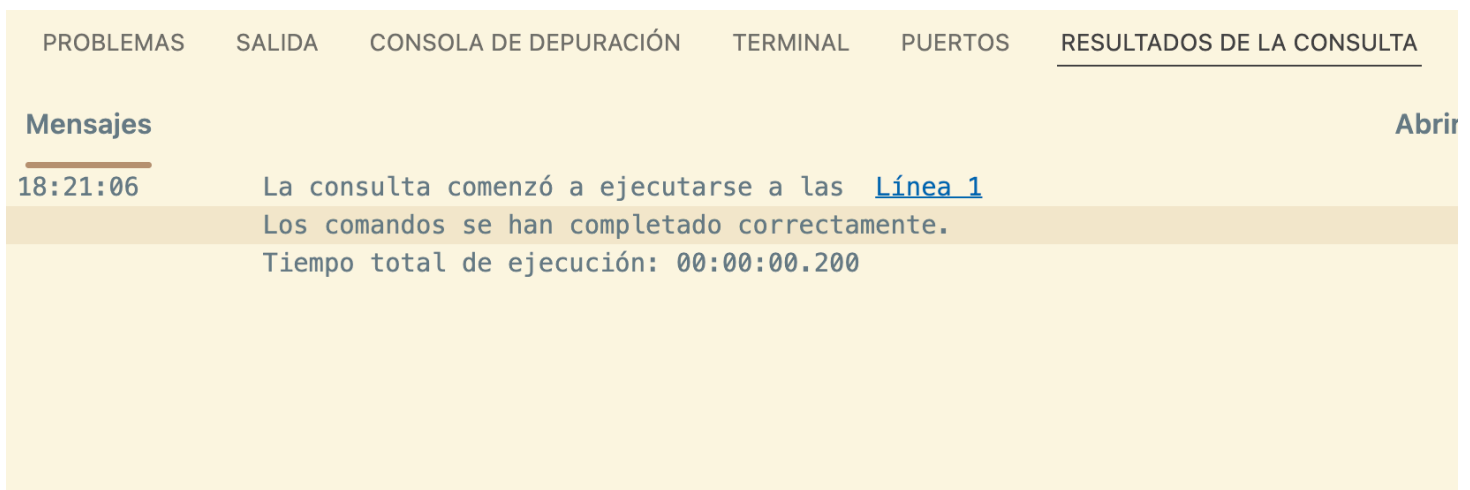 PROBLEMAS SALIDA CONSOLA DE DEPURACIÓN TERMINAL PUERTOS RESULTADOS DE LA CONSULTA
Mensajes Abrir
18:21:06 La consulta comenzó a ejecutarse a las Línea 1
Los comandos se han completado correctamente.
Tiempo total de ejecución: 00:00:00.200